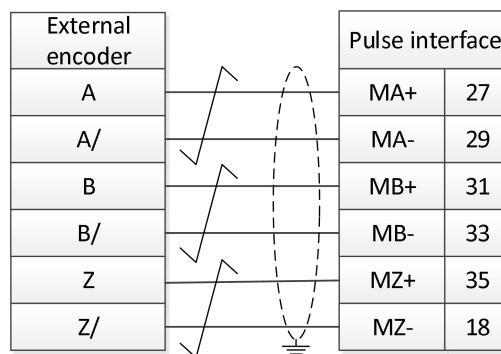 External
encoder
Pulse interface
A MA+ 27
A/ MA- 29
B MB+ 31
B/ MB- 33
Z MZ+ 35
Z/ MZ- 18